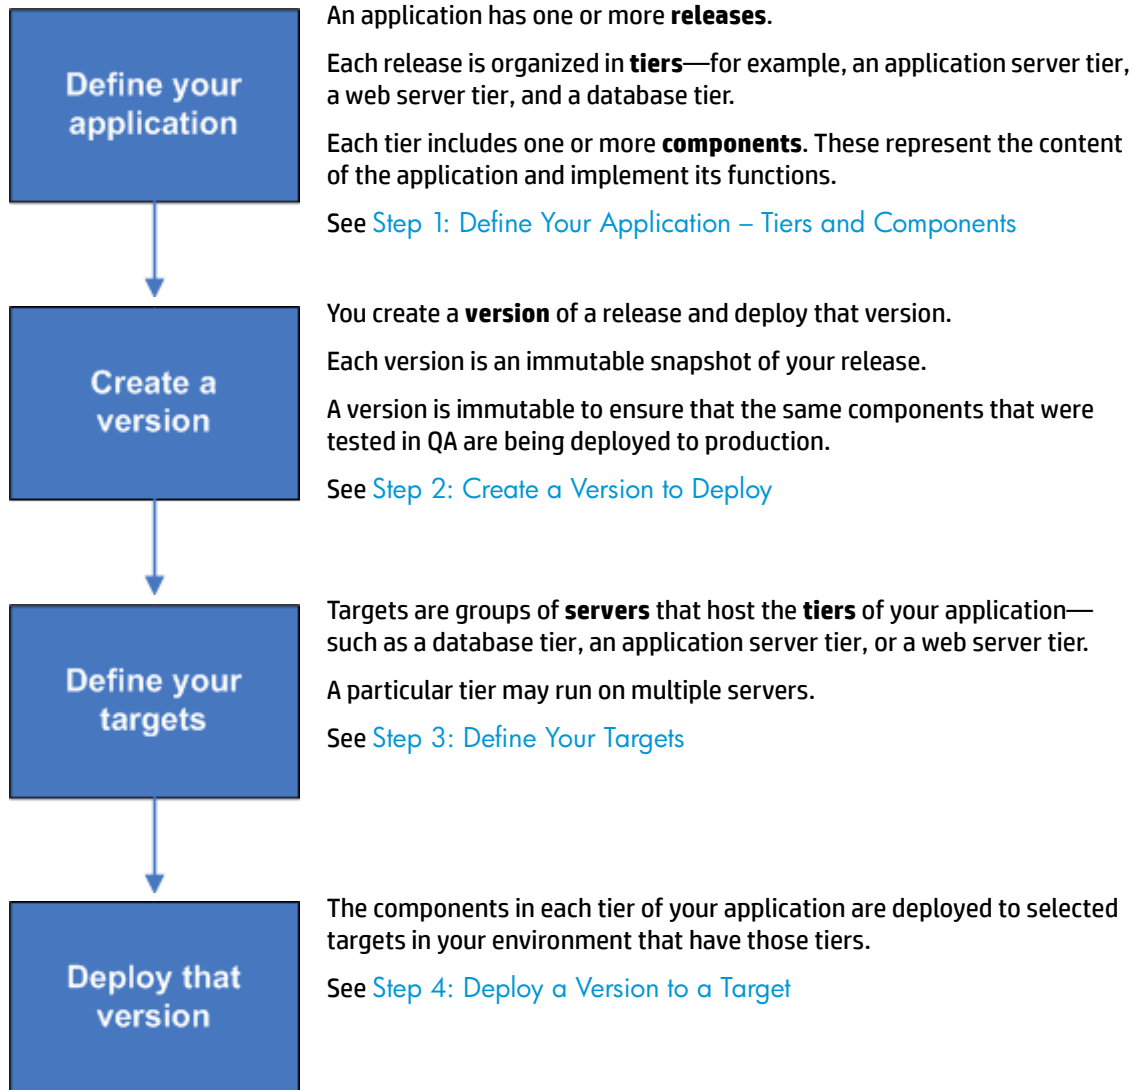 Define your
application
An application has one or more releases.
Each release is organized in tiers—for example, an application server tier,
a web server tier, and a database tier.
Each tier includes one or more components. These represent the content
of the application and implement its functions.
See Step 1: Define Your Application – Tiers and Components
Create a
version
You create a version of a release and deploy that version.
Each version is an immutable snapshot of your release.
A version is immutable to ensure that the same components that were
tested in QA are being deployed to production.
See Step 2: Create a Version to Deploy
Define your
targets
Targets are groups of servers that host the tiers of your application—
such as a database tier, an application server tier, or a web server tier.
A particular tier may run on multiple servers.
See Step 3: Define Your Targets
Deploy that
version
The components in each tier of your application are deployed to selected
targets in your environment that have those tiers.
See Step 4: Deploy a Version to a Target